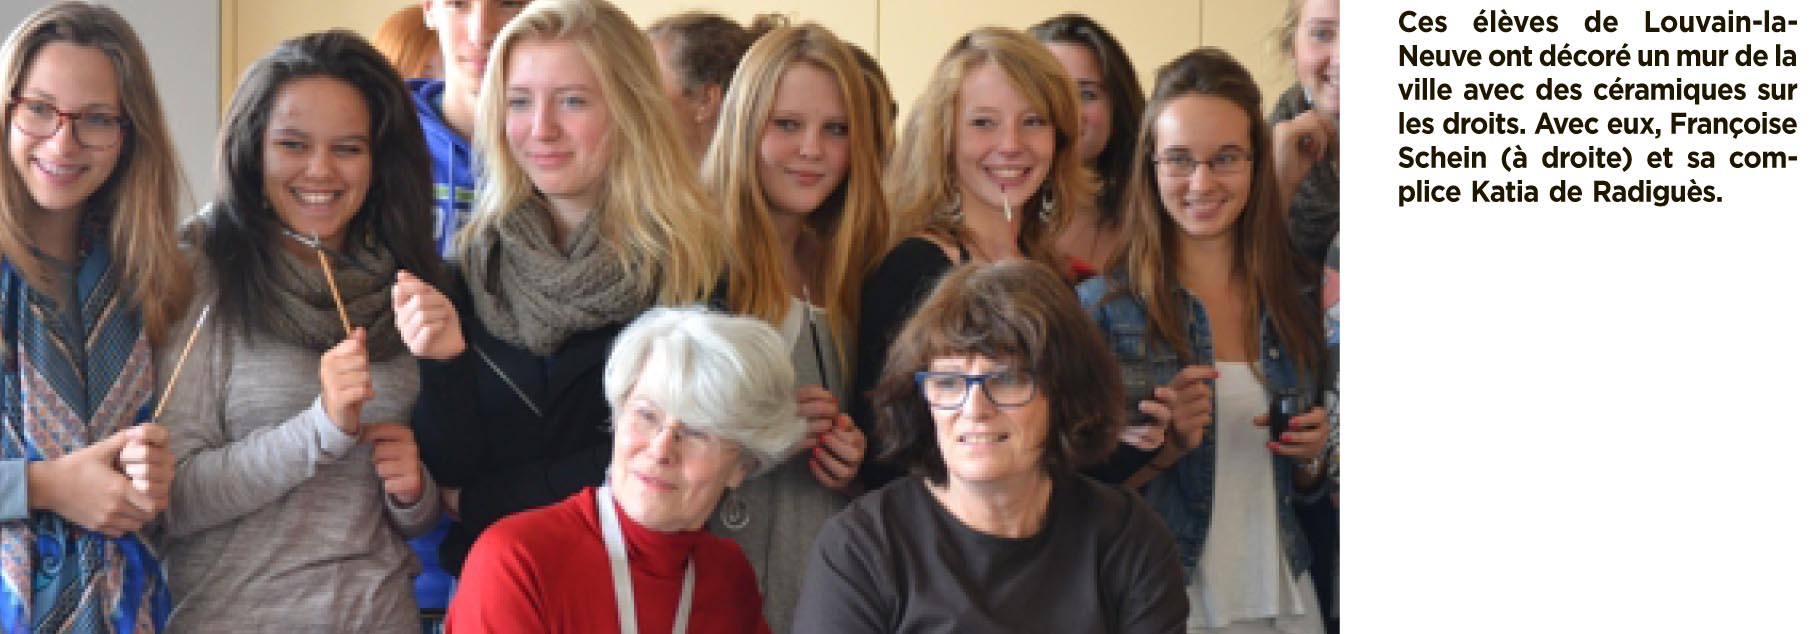 Ces élèves de Louvain-la-
Neuve ont décoré un mur de la
ville avec des céramiques sur
les droits. Avec eux, Françoise
Schein (à droite) et sa com-
plice Katia de Radiguès.